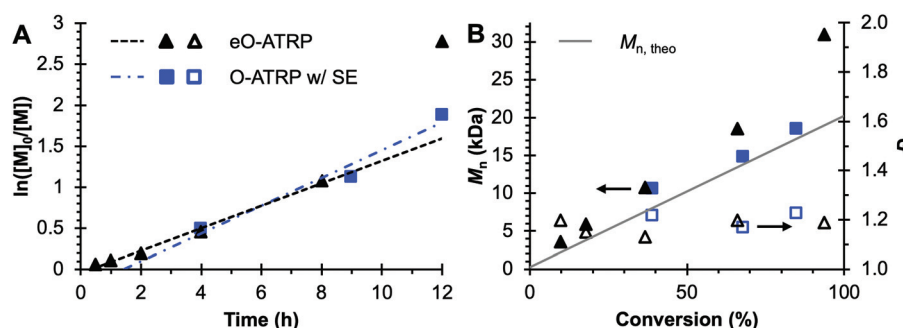 A
3
2.5
2
1.5
1
0.5
0
ln([M]₀/[M])
eO-ATRP
O-ATRP w/ SE
0 2 4 6 8 10 12
Time (h)
B
30
25
20
15
10
5
0
Mn (kDa)
Mn, theo
2.0
1.8
1.6
1.4
1.2
1.0
0 50 100
Conversion (%)